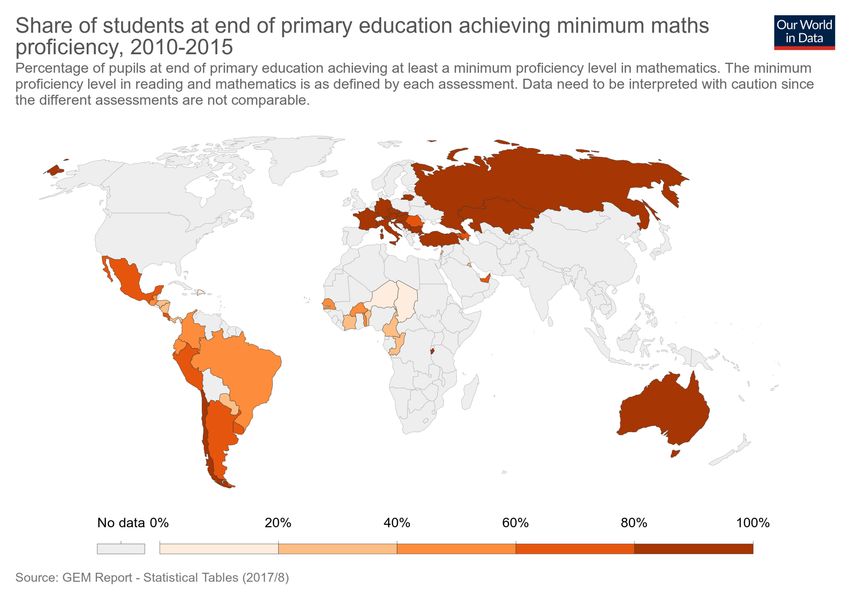 Share of students at end of primary education achieving minimum maths
proficiency, 2010-2015
Our World
in Data
Percentage of pupils at end of primary education achieving at least a minimum proficiency level in mathematics. The minimum
proficiency level in reading and mathematics is as defined by each assessment. Data need to be interpreted with caution since
the different assessments are not comparable.
No data 0% 20% 40% 60% 80% 100%
Source: GEM Report - Statistical Tables (2017/8)